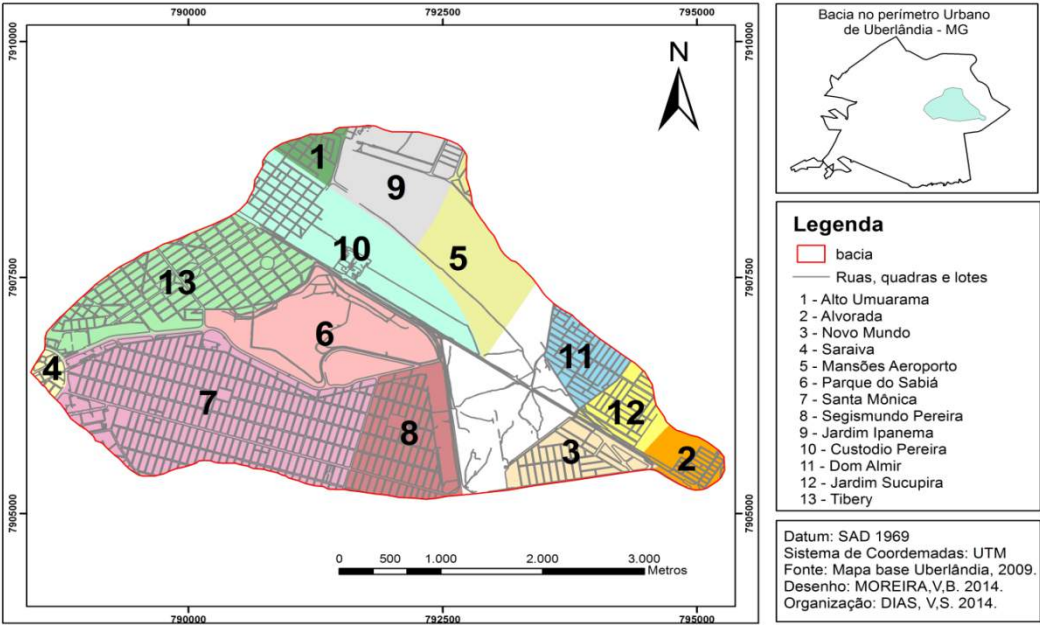 790000 792500 795000
7910000 7910000
N
1
9
10
5
13
6
4
11
7
12
8
3
2
7907500 7907500
7905000 7905000
0 500 1.000 2.000 3.000
Metros
790000 792500 795000
Bacia no perímetro Urbano
de Uberlândia - MG
Legenda
bacia
Ruas, quadras e lotes
1 - Alto Umuarama
2 - Alvorada
3 - Novo Mundo
4 - Saraiva
5 - Mansões Aeroporto
6 - Parque do Sabiá
7 - Santa Mônica
8 - Segismundo Pereira
9 - Jardim Ipanema
10 - Custodio Pereira
11 - Dom Almir
12 - Jardim Sucupira
13 - Tibery
Datum: SAD 1969
Sistema de Coordemadas: UTM
Fonte: Mapa base Uberlândia, 2009.
Desenho: MOREIRA,V,B. 2014.
Organização: DIAS, V,S. 2014.